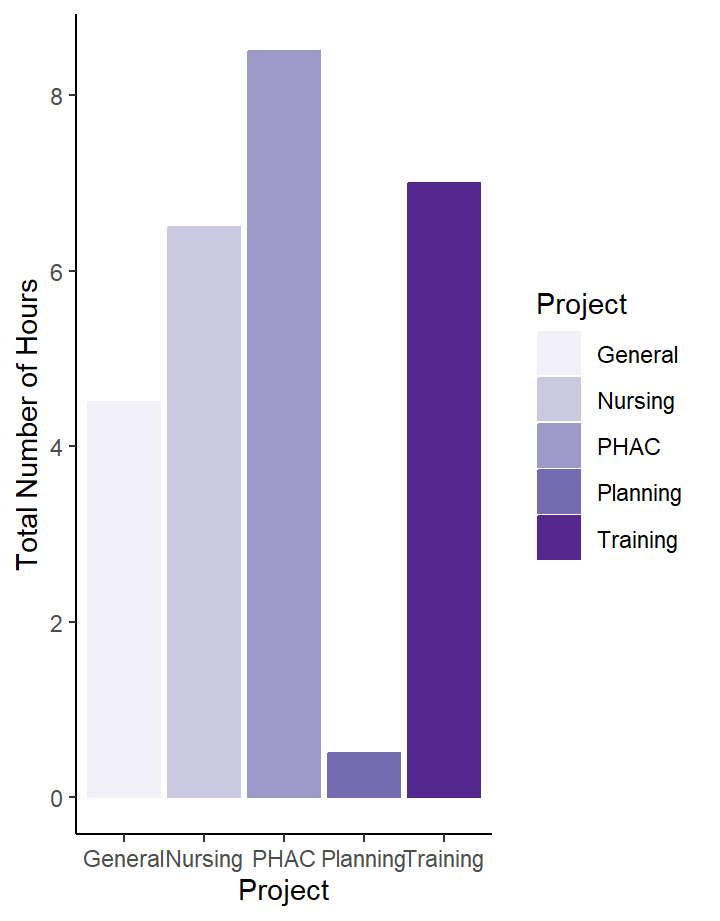 8
6
4
2
0
Total Number of Hours
General Nursing PHAC Planning Training
Project
Project
General
Nursing
PHAC
Planning
Training